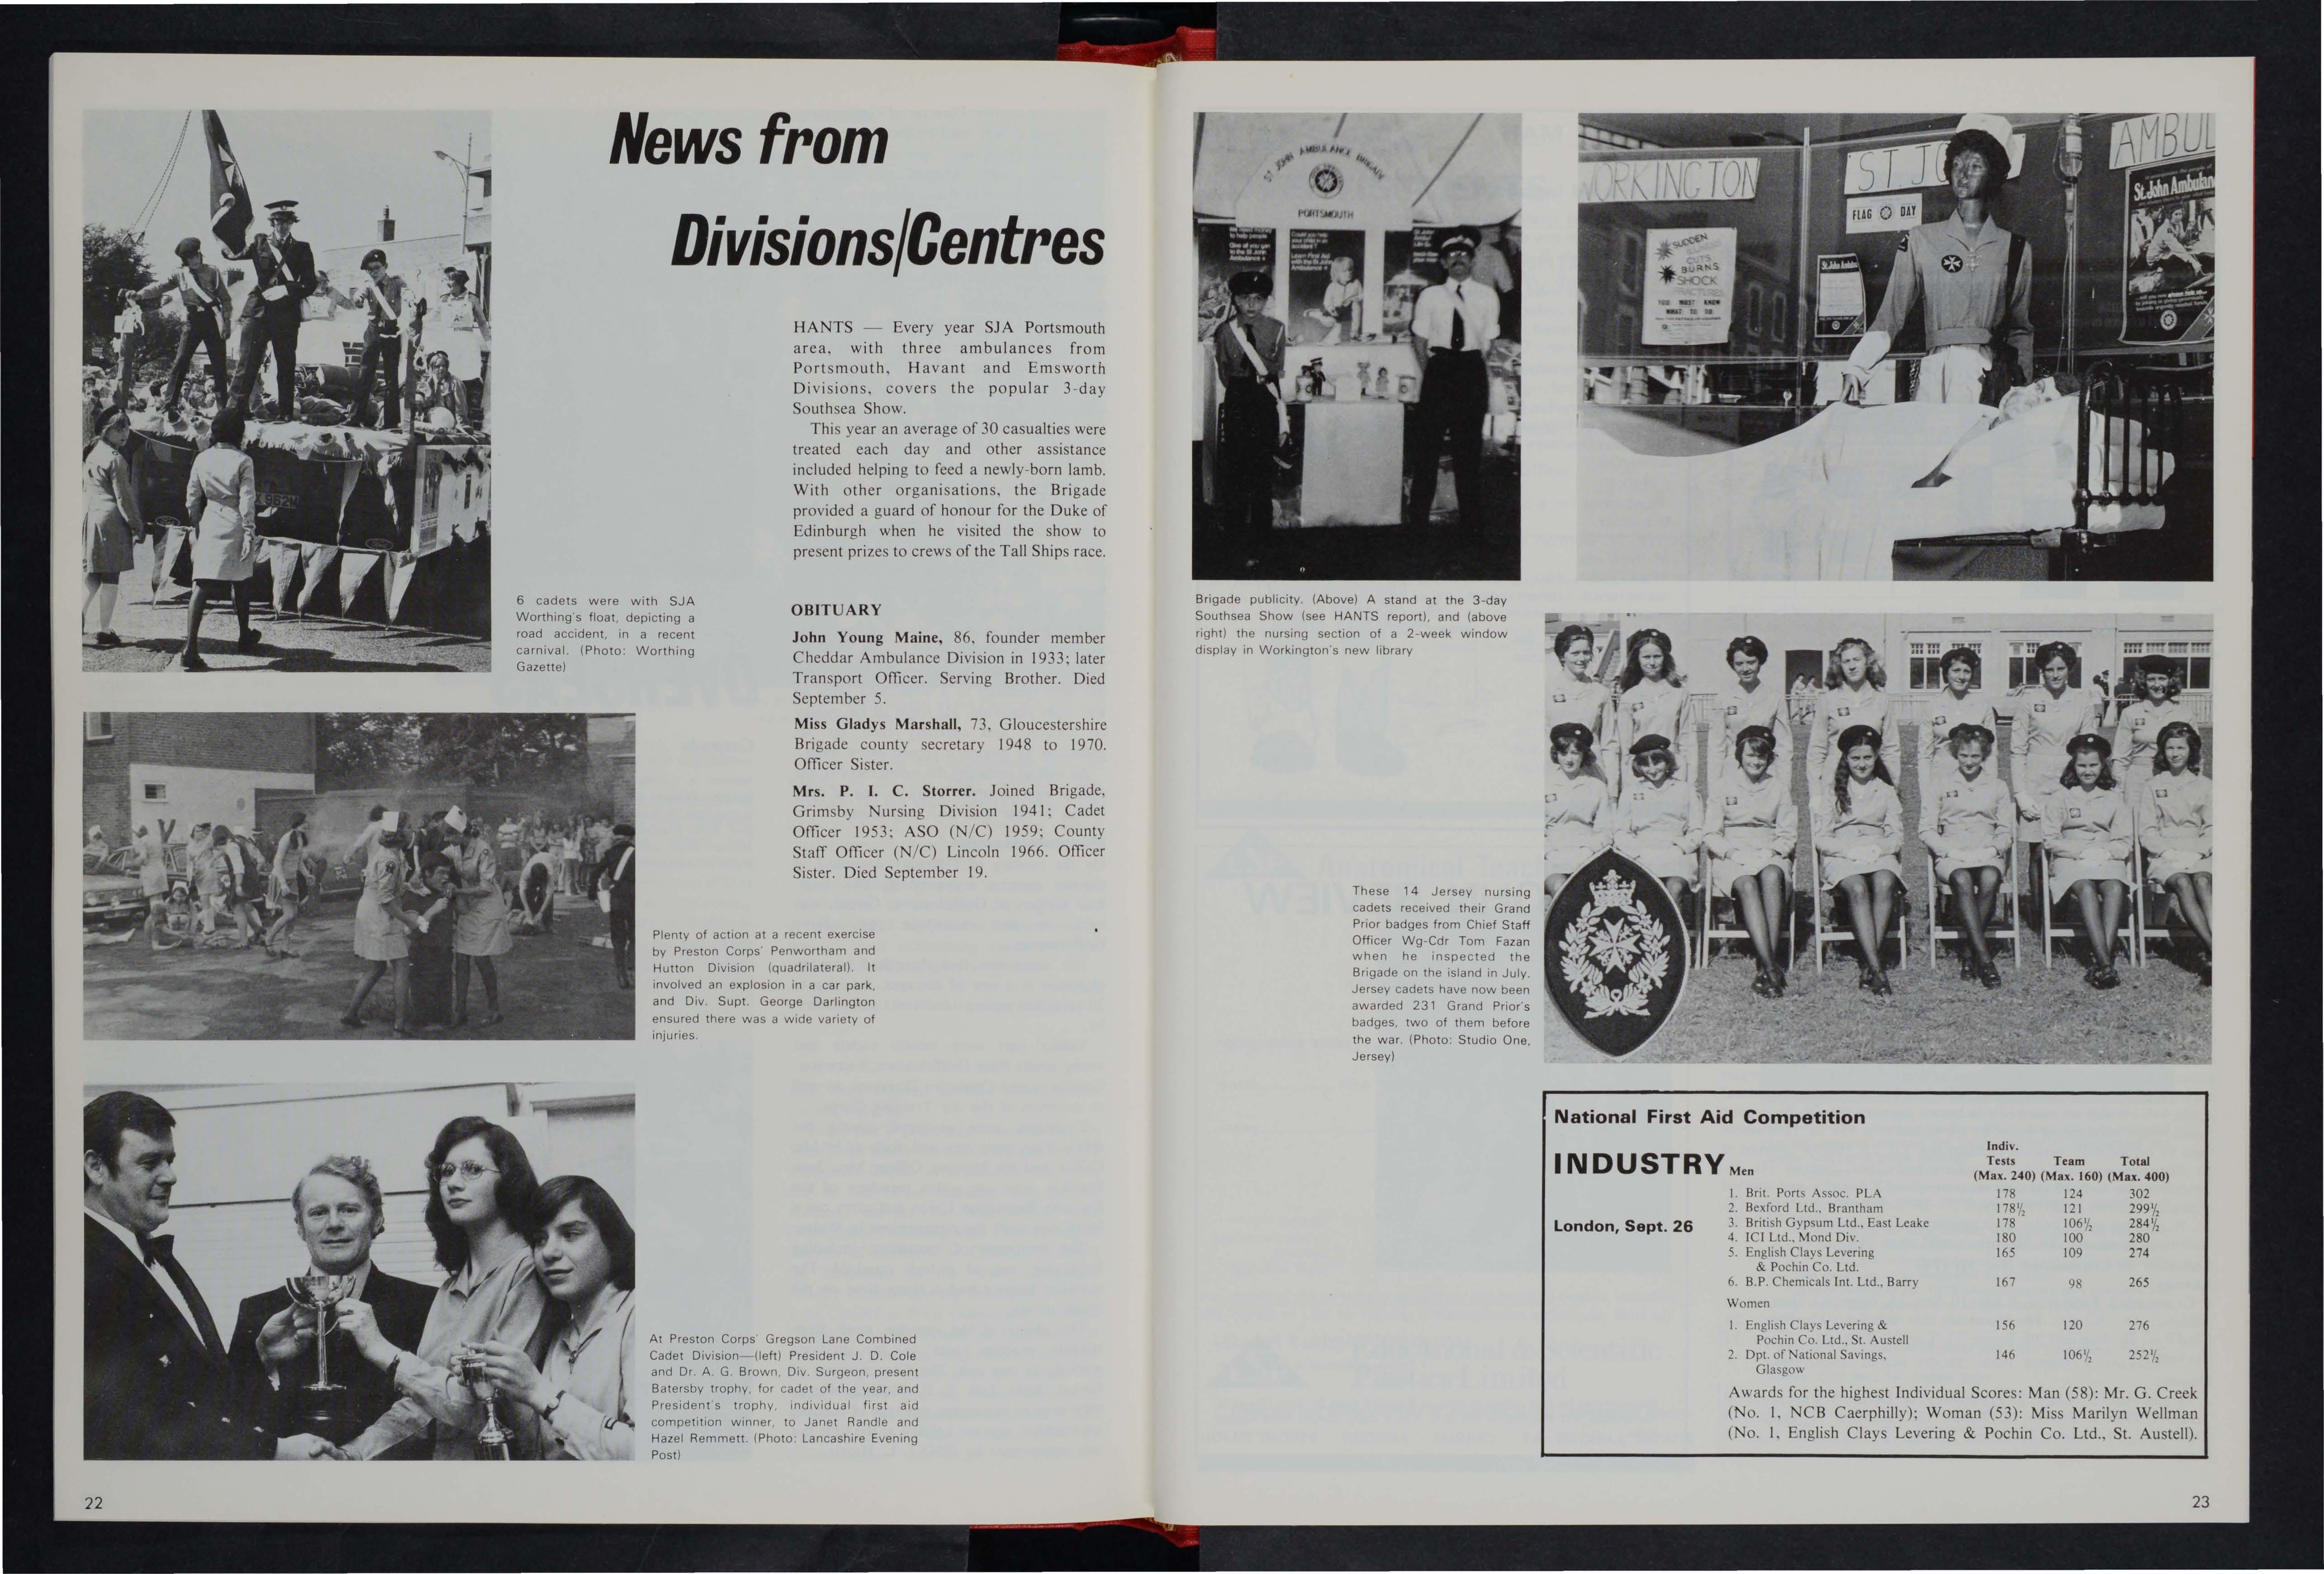 News from
Divisions/Centres
HANTS — Every year SJA Portsmouth
area, with three ambulances from
Portsmouth, Havant and Emsworth
Divisions, covers the popular 3-day
Southsea Show.
This year an average of 30 casualties were
treated each day and other assistance
included helping to feed a newly-born lamb.
With other organisations, the Brigade
provided a guard of honour for the Duke of
Edinburgh when he visited the show to
present prizes to crews of the Tall Ships race.
6 cadets were with SJA
Worthing's float, depicting a
road accident, in a recent
carnival. (Photo: Worthing
Gazette)
OBITUARY
John Young Maine, 86, founder member
Cheddar Ambulance Division in 1933; later
Transport Officer. Serving Brother. Died
September 5.
Miss Gladys Marshall, 73, Gloucestershire
Brigade county secretary 1948 to 1970.
Officer Sister.
Mrs. P. I. C. Storrer. Joined Brigade,
Grimsby Nursing Division 1941; Cadet
Officer 1953; ASO (N/C) 1959; County
Staff Officer (N/C) Lincoln 1966. Officer
Sister. Died September 19.
Plenty of action at a recent exercise
by Preston Corps' Penwortham and
Hutton Division (quadrilateral). It
involved an explosion in a car park,
and Div. Supt. George Darlington
ensured there was a wide variety of
injuries.
At Preston Corps' Gregson Lane Combined
Cadet Division—(left) President J. D. Cole
and Dr. A. G. Brown, Div. Surgeon, present
Batersby trophy, for cadet of the year, and
President's trophy, individual first aid
competition winner, to Janet Randle and
Hazel Remmett. (Photo: Lancashire Evening
Post)
22
ST JOHN AMBULANCE BRIGADE
PORTSMOUTH
WORKINGTON
ST. JO
AMBUL
FLAG DAY
St. John Ambulan
SUDDEN
CUTS
BURNS
SHOCK
FRACTURES
YOU MUST KNOW
WHAT TO DO
Brigade publicity. (Above) A stand at the 3-day
Southsea Show (see HANTS report), and (above
right) the nursing section of a 2-week window
display in Workington's new library
These 14 Jersey nursing
cadets received their Grand
Prior badges from Chief Staff
Officer Wg-Cdr Tom Fazan
when he inspected the
Brigade on the island in July.
Jersey cadets have now been
awarded 231 Grand Prior's
badges, two of them before
the war. (Photo: Studio One,
Jersey)
National First Aid Competition
INDUSTRY Men
London, Sept. 26
Indiv.
Tests Team Total
(Max. 240) (Max. 160) (Max. 400)
1. Brit. Ports Assoc. PLA 178 124 302
2. Bexford Ltd., Brantham 178½ 121 299½
3. British Gypsum Ltd., East Leake 178 106½ 284½
4. ICI Ltd., Mond Div. 180 100 280
5. English Clays Levering 165 109 274
& Pochin Co. Ltd.
6. B.P. Chemicals Int. Ltd., Barry 167 98 265
Women
1. English Clays Levering & 156 120 276
Pochin Co. Ltd., St. Austell
2. Dpt. of National Savings, 146 106½ 252½
Glasgow
Awards for the highest Individual Scores: Man (58): Mr. G. Creek
(No. 1, NCB Caerphilly); Woman (53): Miss Marilyn Wellman
(No. 1, English Clays Levering & Pochin Co. Ltd., St. Austell).
23